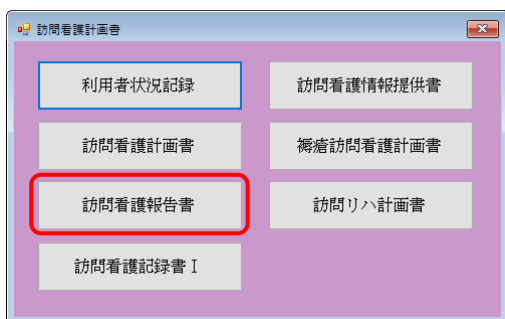 訪問看護計画書
利用者状況記録
訪問看護情報提供書
訪問看護計画書
褥瘡訪問看護計画書
訪問看護報告書
訪問リハ計画書
訪問看護記録書Ⅰ